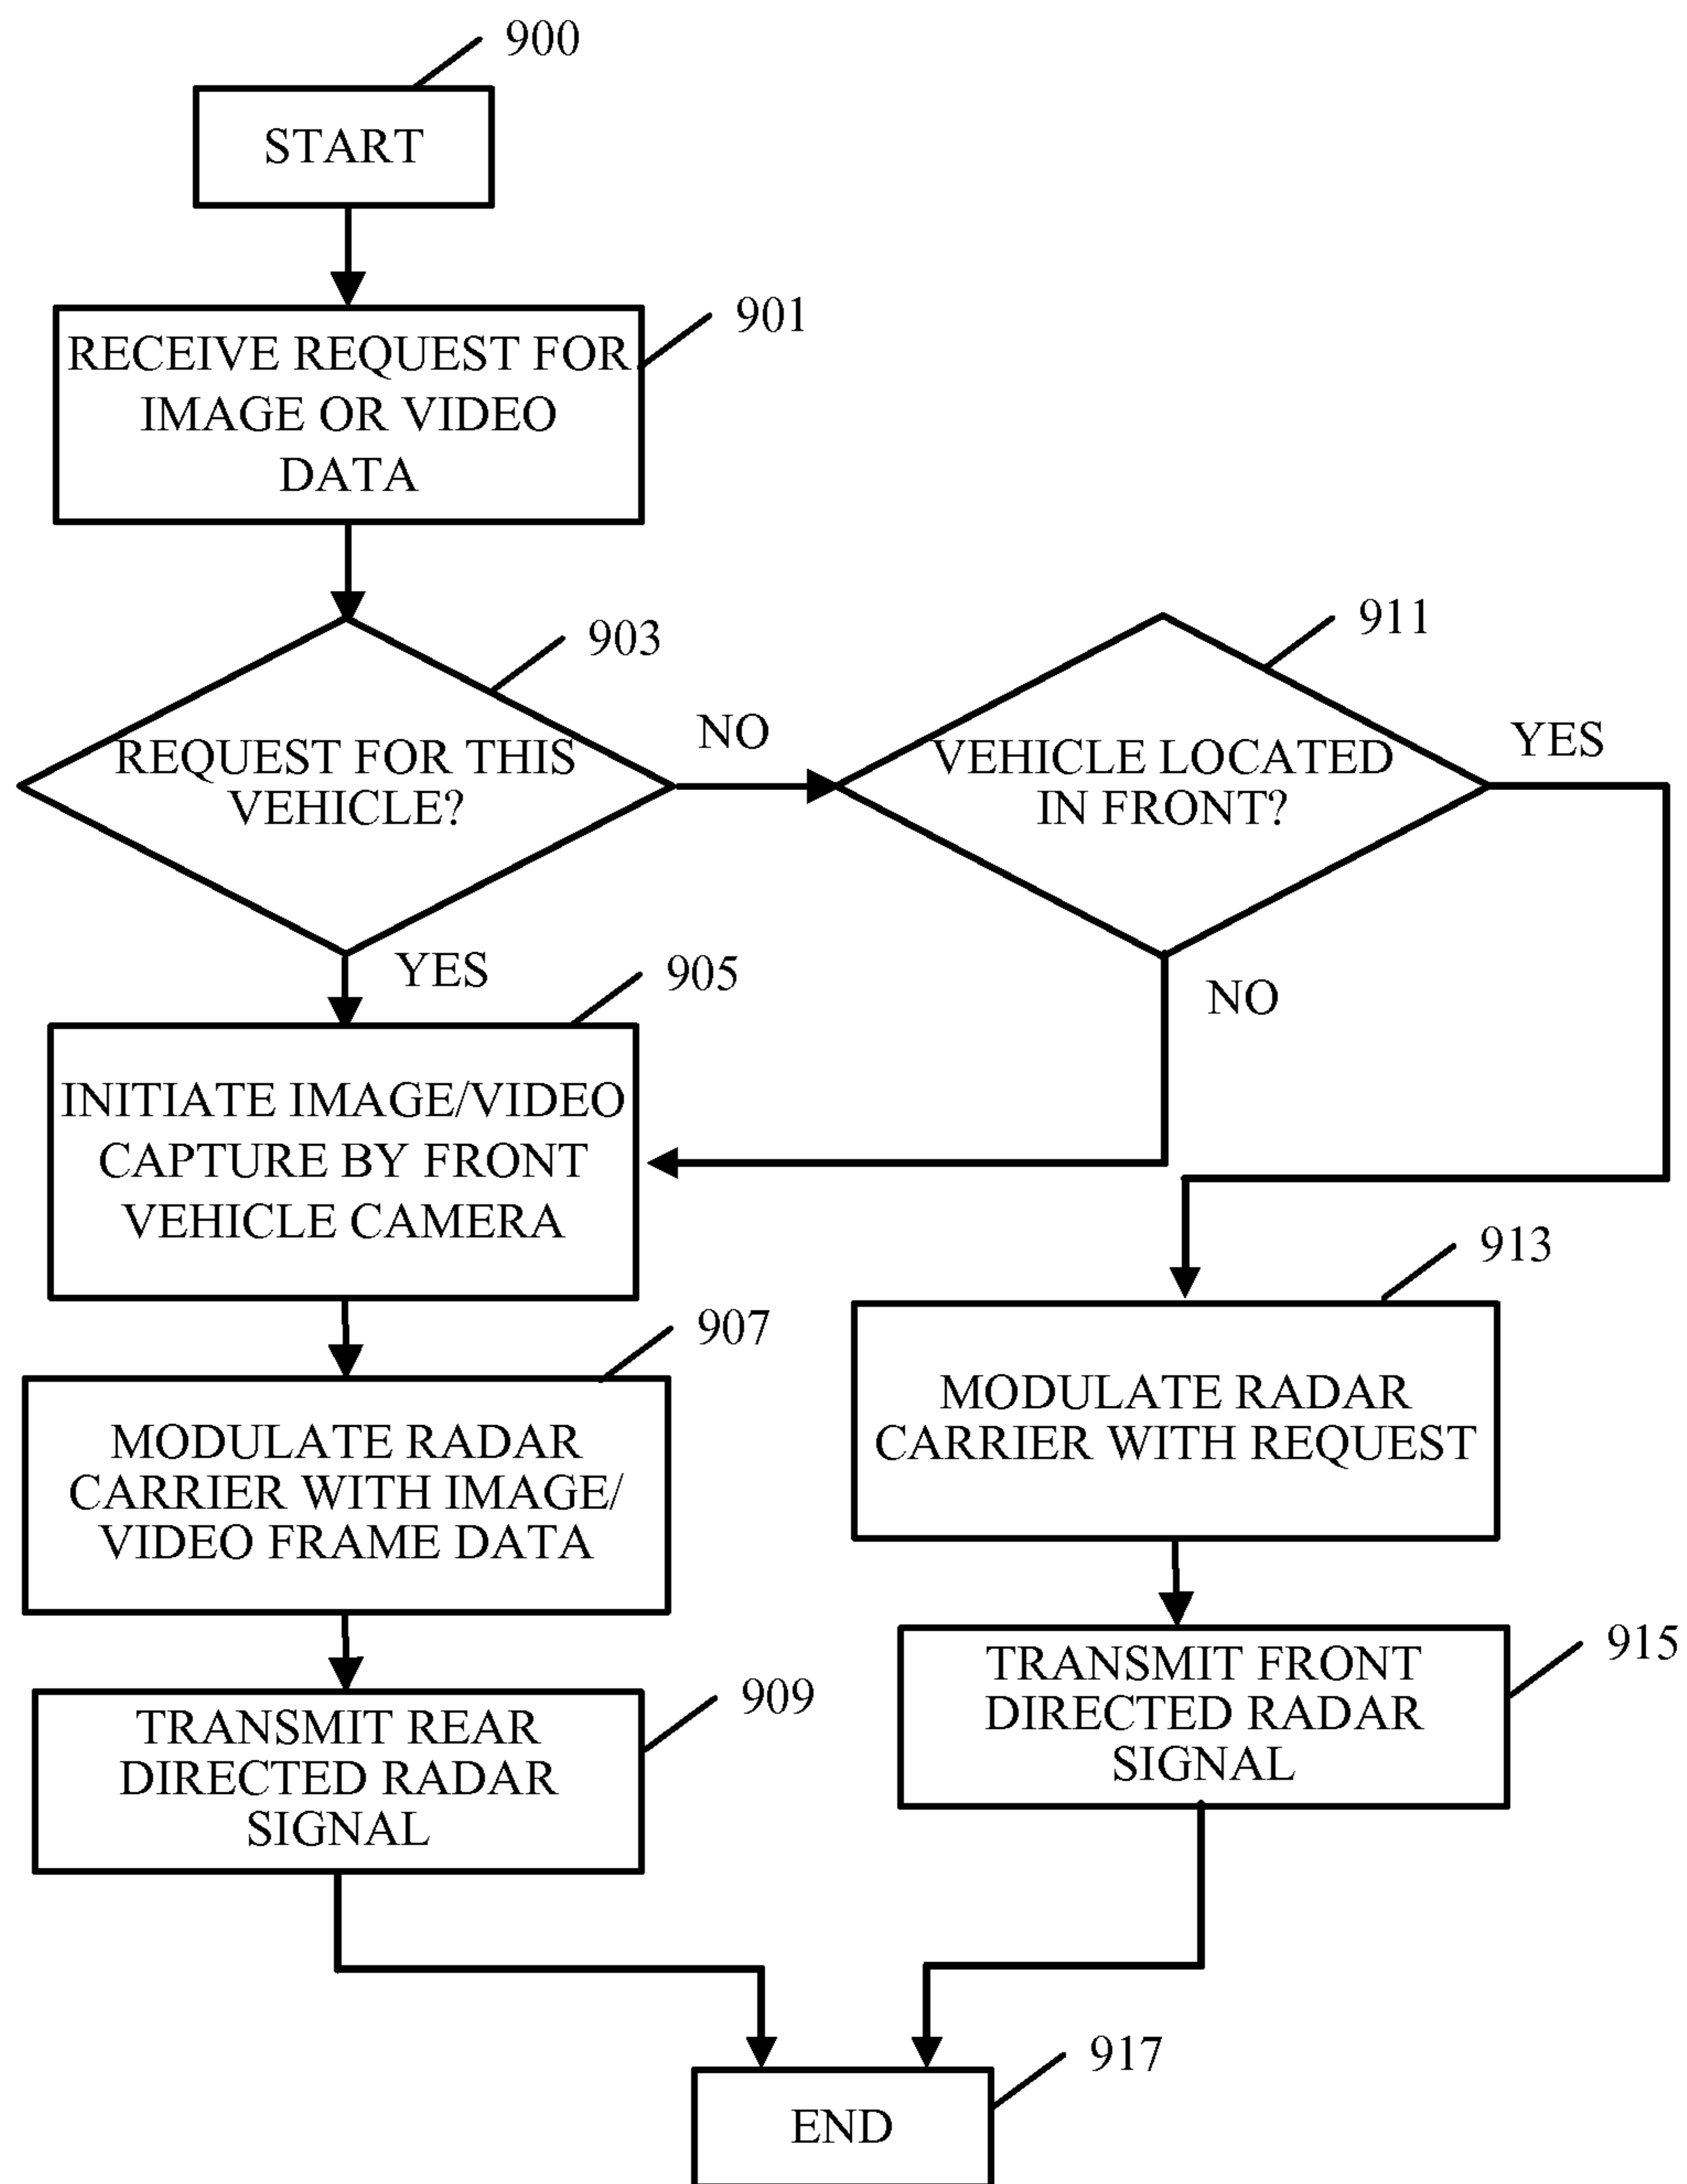 900
START
901
RECEIVE REQUEST FOR
IMAGE OR VIDEO
DATA
903
REQUEST FOR THIS
VEHICLE?
NO
911
VEHICLE LOCATED
IN FRONT?
YES
YES
NO
905
INITIATE IMAGE/VIDEO
CAPTURE BY FRONT
VEHICLE CAMERA
907
MODULATE RADAR
CARRIER WITH IMAGE/
VIDEO FRAME DATA
913
MODULATE RADAR
CARRIER WITH REQUEST
909
TRANSMIT REAR
DIRECTED RADAR
SIGNAL
915
TRANSMIT FRONT
DIRECTED RADAR
SIGNAL
917
END